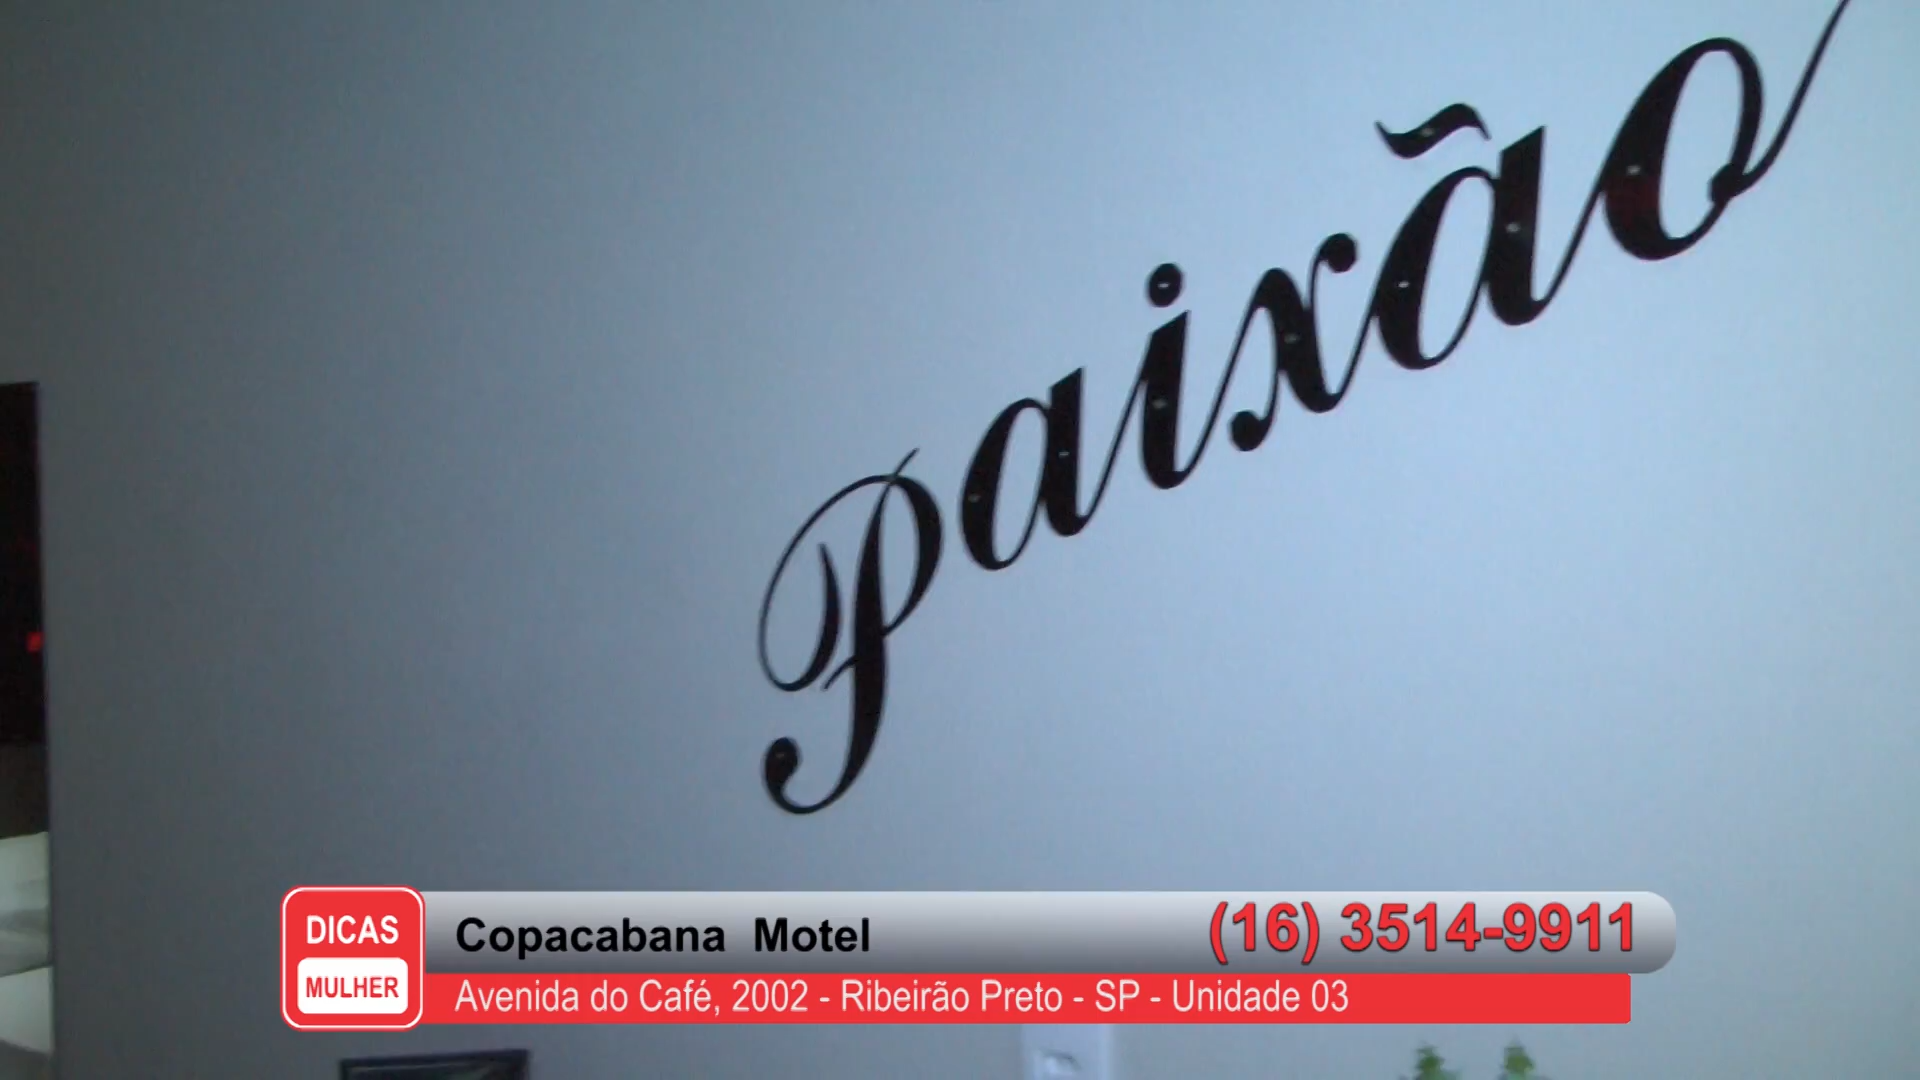 Paixão
DICAS
MULHER
Copacabana Motel
(16) 3514-9911
Avenida do Café, 2002 - Ribeirão Preto - SP - Unidade 03